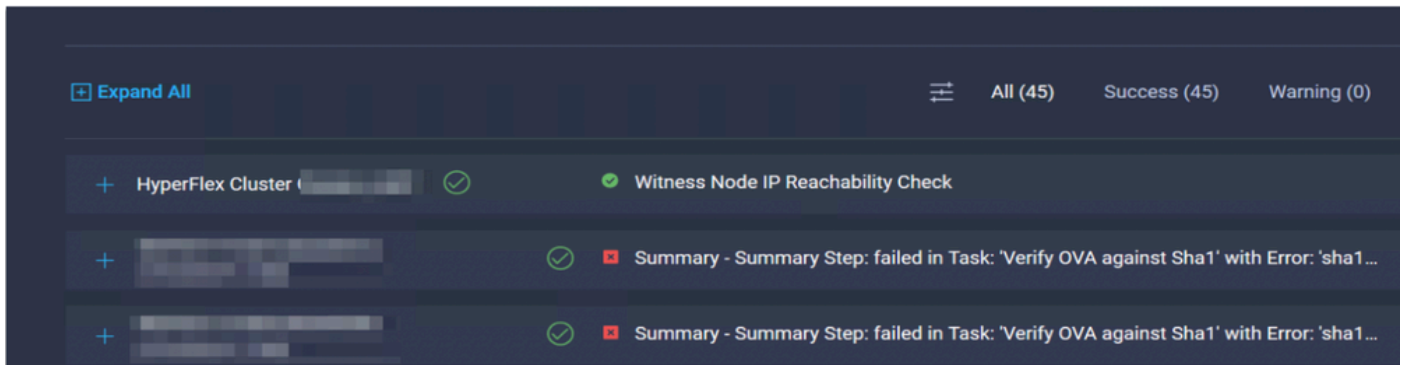 Expand All
All (45) Success (45) Warning (0)
HyperFlex Cluster
Witness Node IP Reachability Check
Summary - Summary Step: failed in Task: 'Verify OVA against Sha1' with Error: 'sha1...
Summary - Summary Step: failed in Task: 'Verify OVA against Sha1' with Error: 'sha1...